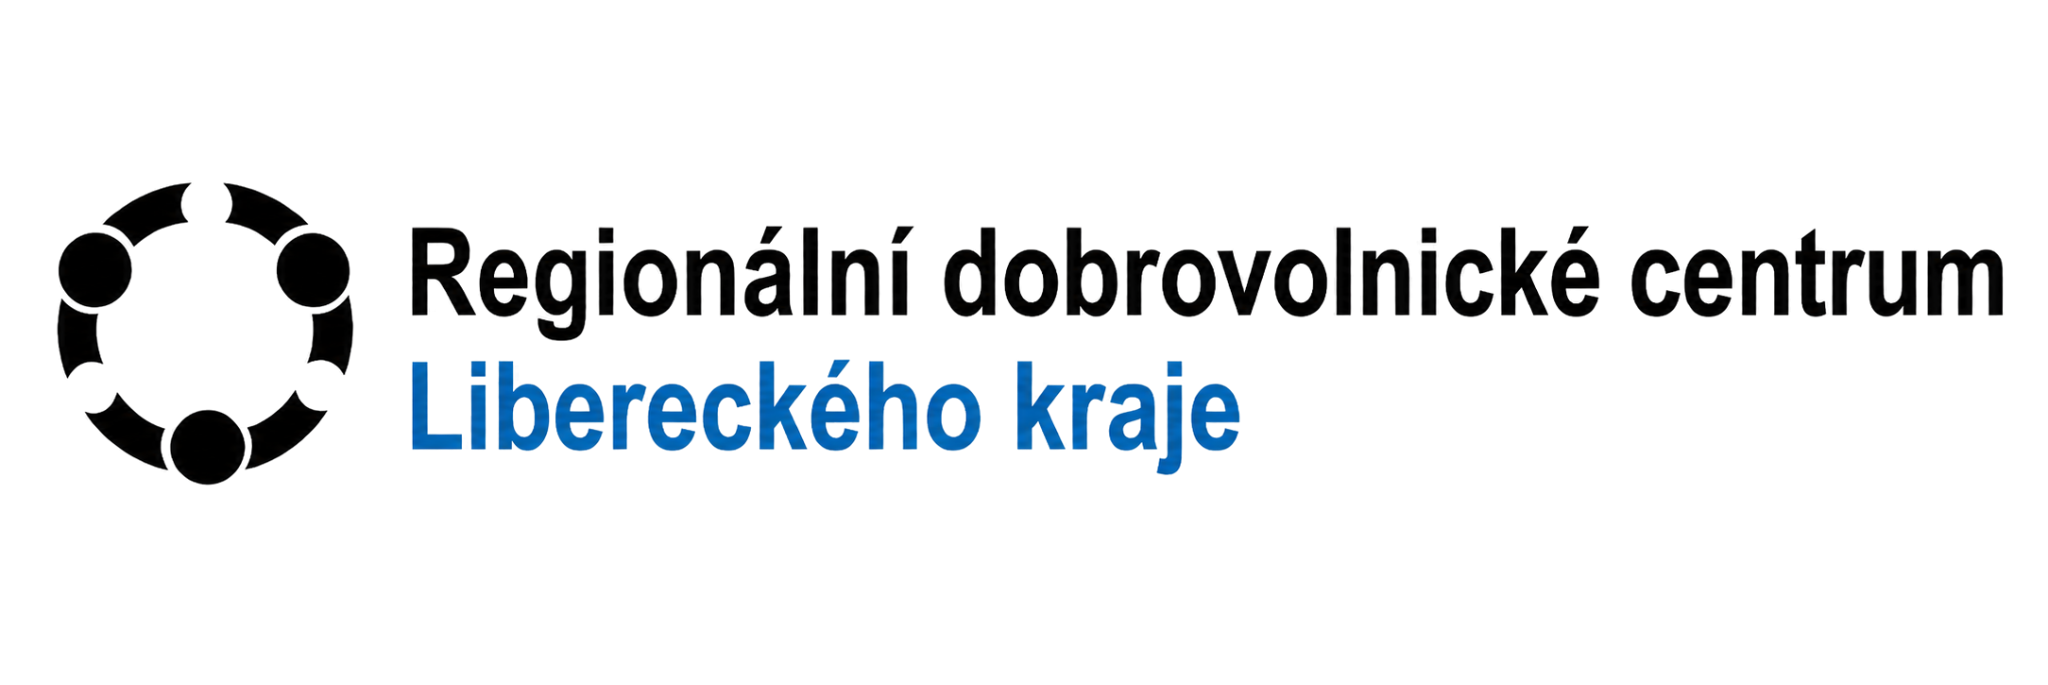 Regionální dobrovolnické centrum
Libereckého kraje